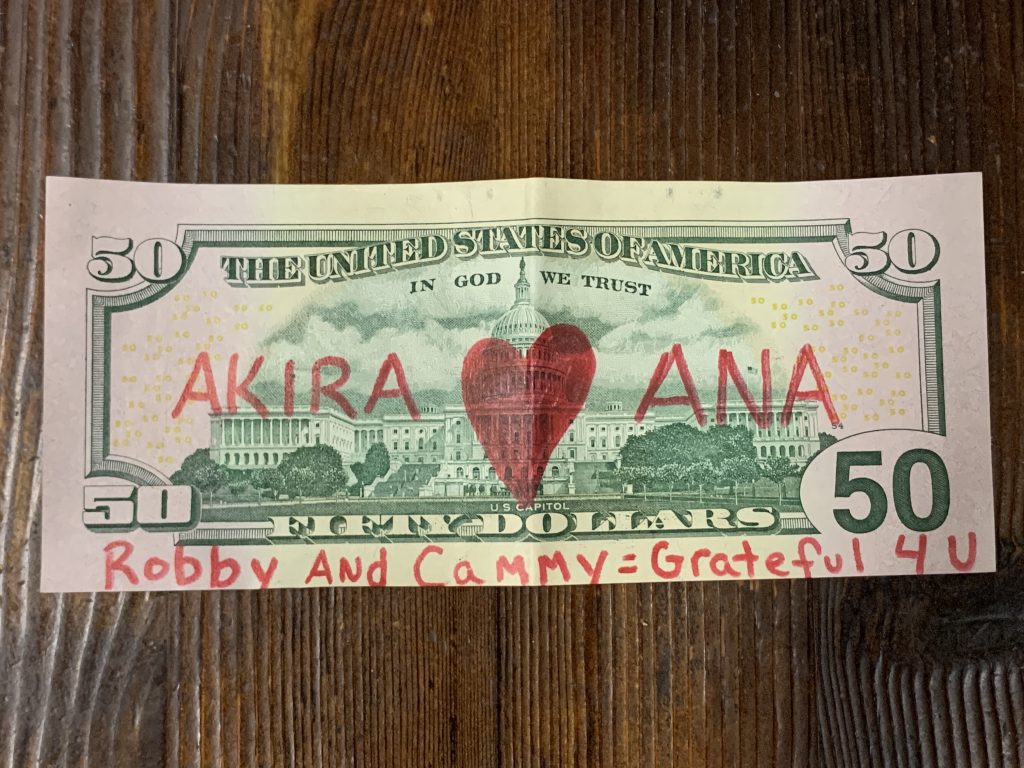 50 THE UNITED STATES OF AMERICA 50
IN GOD WE TRUST
AKIRA ANA
54
U.S. CAPITOL
50 FIFTY DOLLARS 50
Robby And Cammy = Grateful 4 U